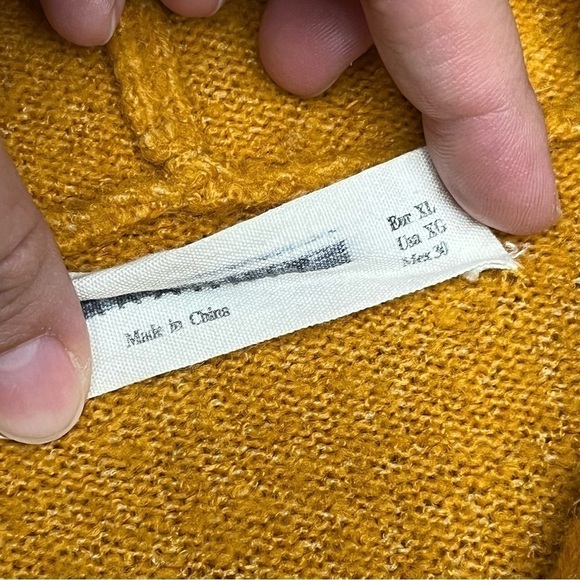 Eur XL
Usa XG
Mex 30
Made in China